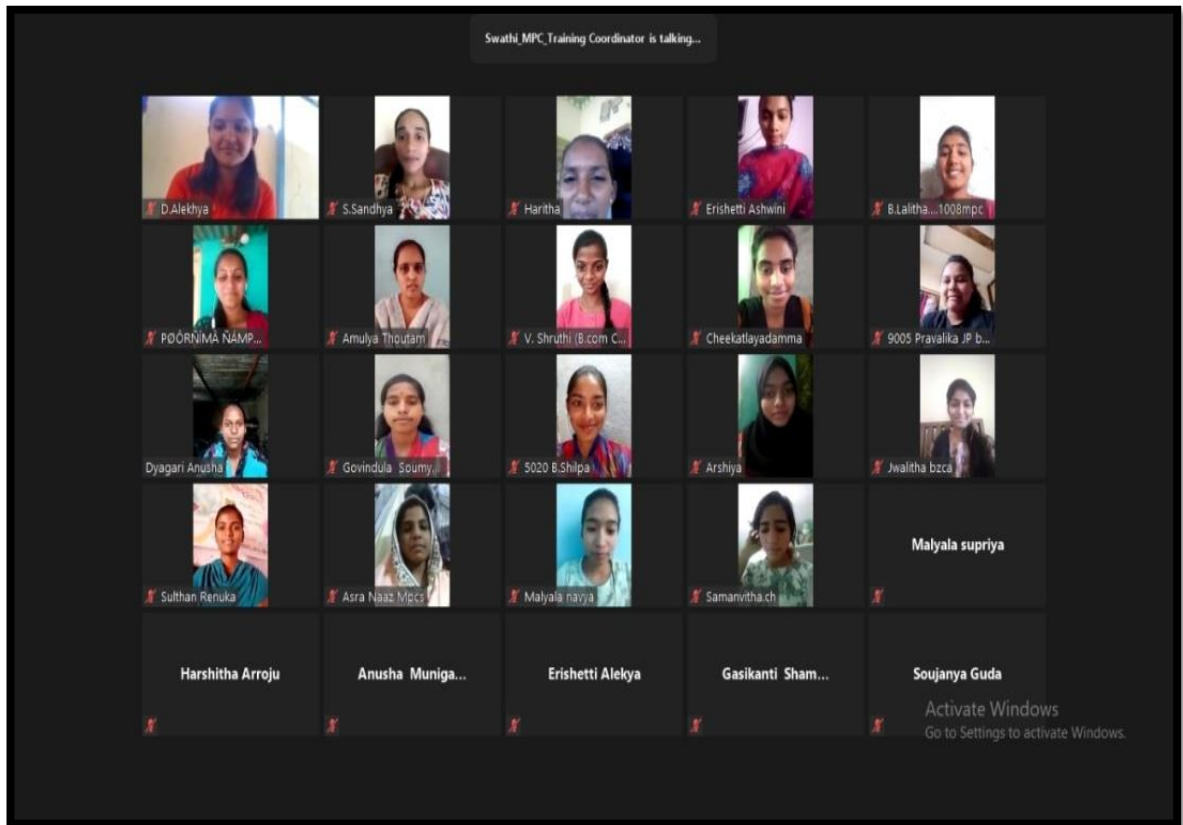 Swathi_MPC_Training Coordinator is talking...
D.Alekhya
S.Sandhya
Haritha
Erishetti Ashwini
B.Lalitha....1008mpc
PØÔRÑÍMÀ ÑÁMP...
Amulya Thoutam
V. Shruthi (B.com C...
Cheekatlayadamma
9005 Pravalika JP b...
Dyagari Anusha
Govindula Soumy...
5020 B.Shilpa
Arshiya
Jwalitha bzca
Sulthan Renuka
Asra Naaz Mpcs
Malyala navya
Samanvitha.ch
Malyala supriya
Harshitha Arroju
Anusha Muniga...
Erishetti Alekya
Gasikanti Sham...
Soujanya Guda
Activate Windows
Go to Settings to activate Windows.